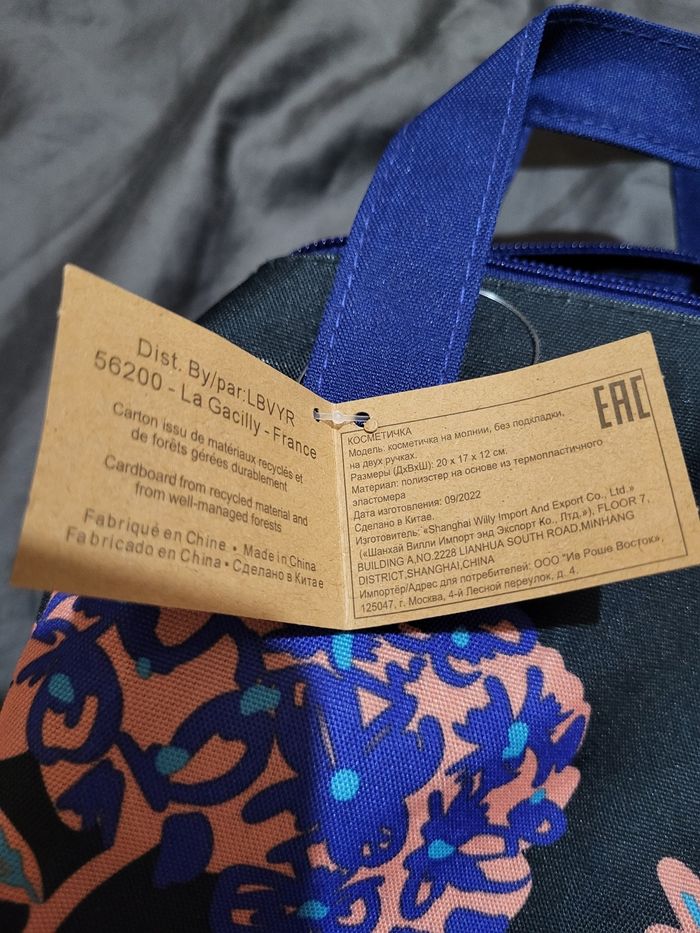 Dist. By/par:LBVYR
56200 - La Gacilly - France
Carton issu de matériaux recyclés et
de forêts gérées durablement
Cardboard from recycled material and
from well-managed forests
Fabriqué en Chine • Made in China
Fabricado en China • Сделано в Китае
EAC
КОСМЕТИЧКА
Модель: косметичка на молнии, без подкладки,
на двух ручках.
Размеры (ДхВхШ): 20 х 17 х 12 см.
Материал: полиэстер на основе из термопластичного
эластомера
Дата изготовления: 09/2022
Сделано в Китае.
Изготовитель: «Shanghai Willy Import And Export Co., Ltd.»
(«Шанхай Вилли Импорт энд Экспорт Ко., Лтд.»), FLOOR 7,
BUILDING A,NO.2228 LIANHUA SOUTH ROAD,MINHANG
DISTRICT,SHANGHAI,CHINA
Импортёр/Адрес для потребителей: ООО "Ив Роше Восток",
125047, г. Москва, 4-й Лесной переулок, д. 4.